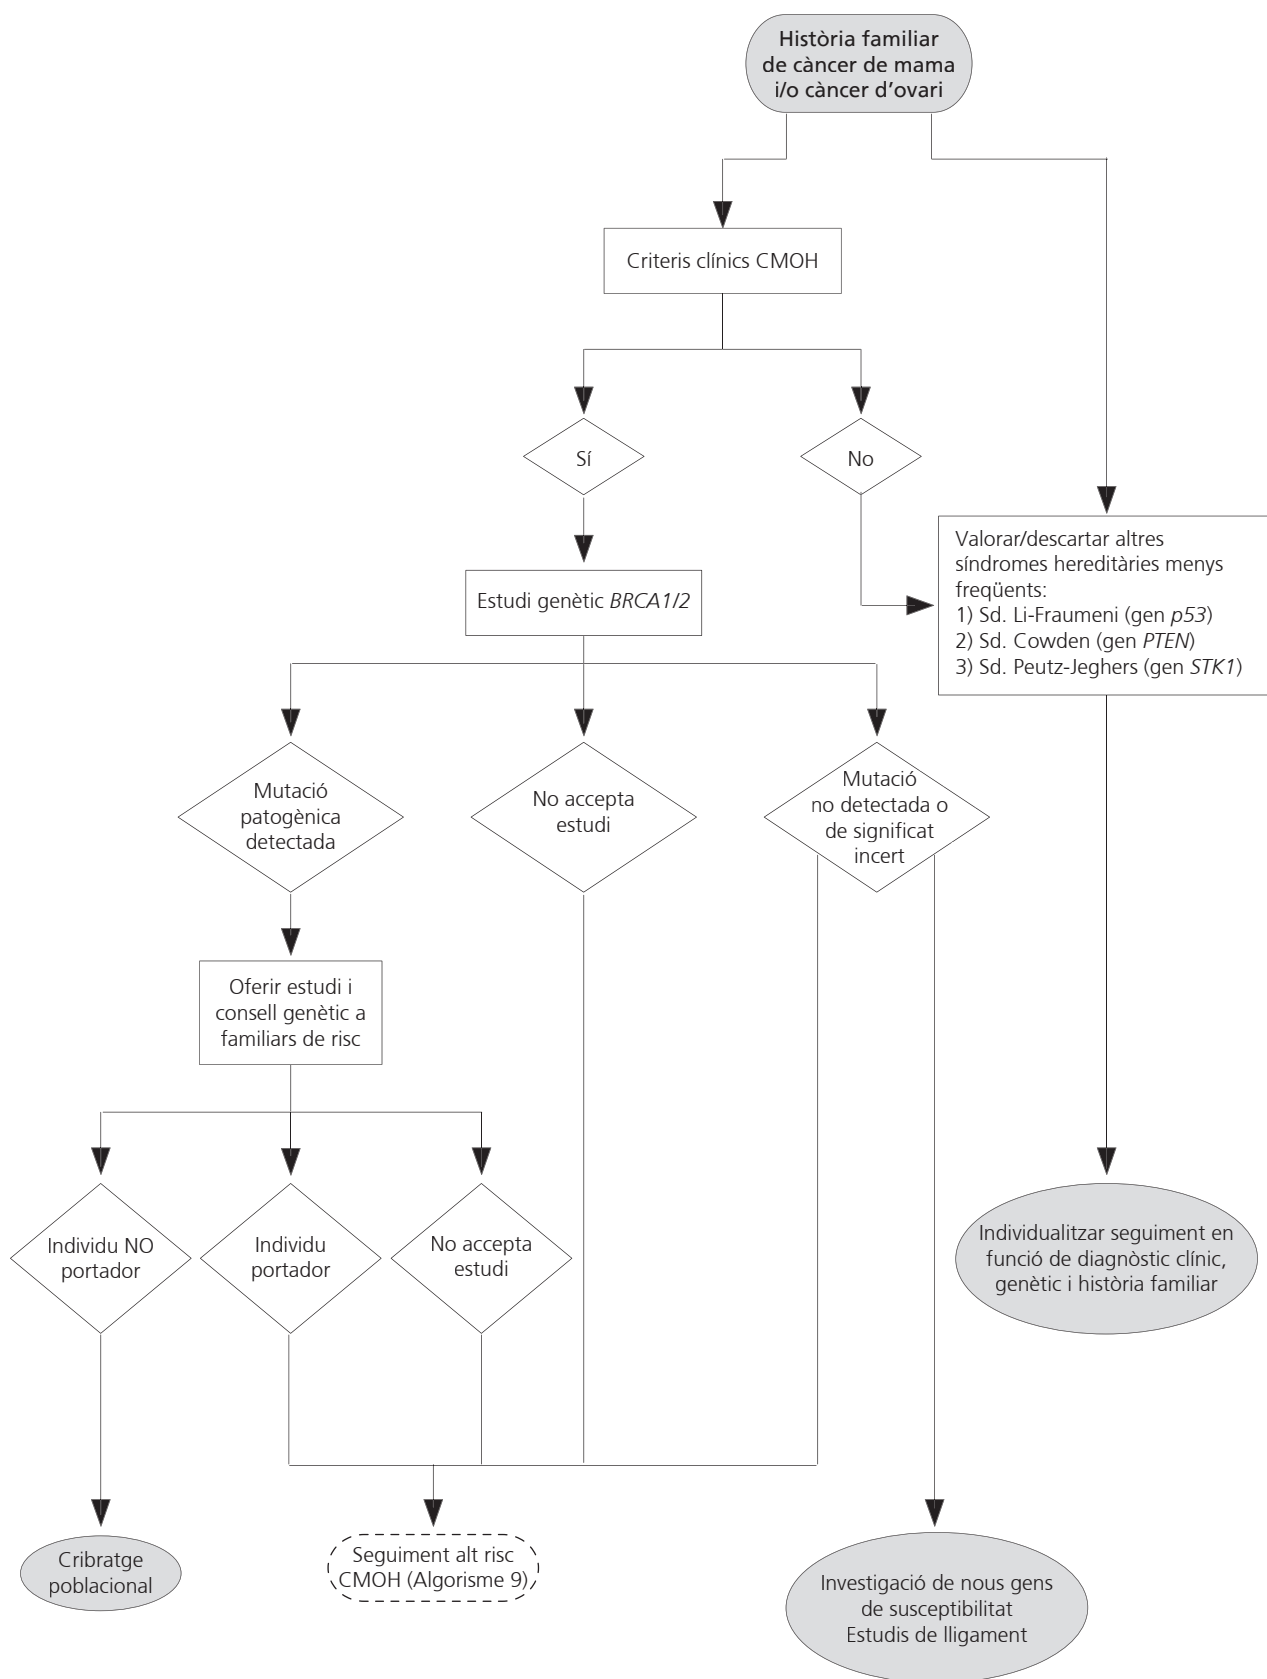 Història familiar
de càncer de mama
i/o càncer d'ovari
Criteris clínics CMOH
Sí
No
Valorar/descartar altres
síndromes hereditàries menys
freqüents:
1) Sd. Li-Fraumeni (gen p53)
2) Sd. Cowden (gen PTEN)
3) Sd. Peutz-Jeghers (gen STK1)
Estudi genètic BRCA1/2
Mutació
patogènica
detectada
No accepta
estudi
Mutació
no detectada o
de significat
incert
Oferir estudi i
consell genètic a
familiars de risc
Individu NO
portador
Individu
portador
No accepta
estudi
Individualitzar seguiment en
funció de diagnòstic clínic,
genètic i història familiar
Cribratge
poblacional
Seguiment alt risc
CMOH (Algorisme 9)
Investigació de nous gens
de susceptibilitat
Estudis de lligament